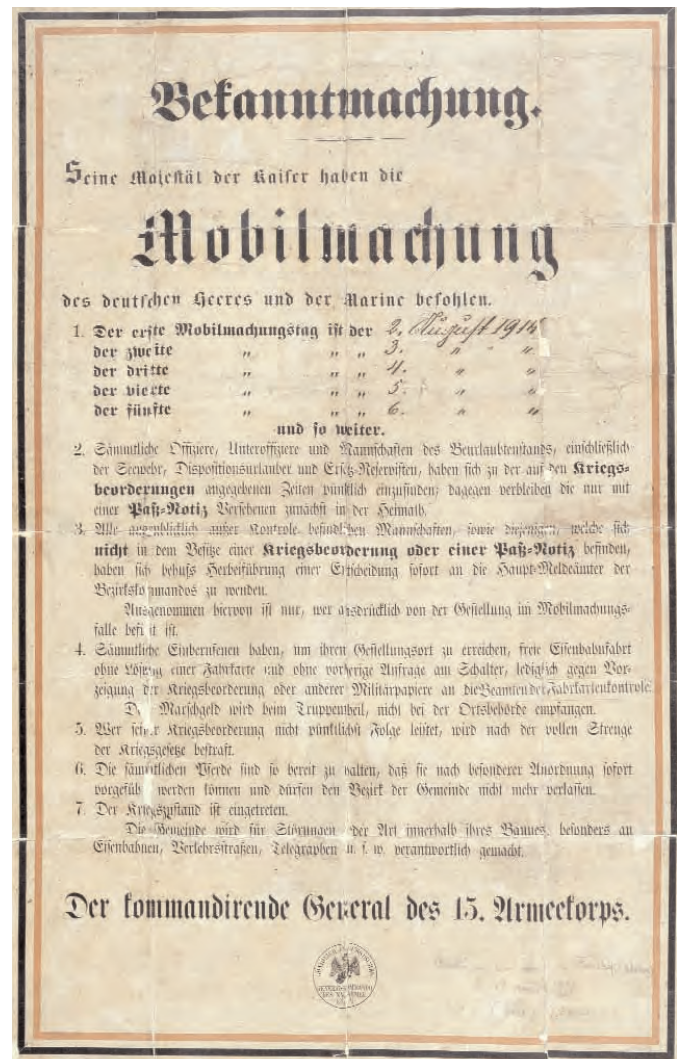 Bekanntmachung.
Seine Majestät der Kaiser haben die
Mobilmachung
des deutschen Heeres und der Marine befohlen.
1. Der erste Mobilmachungstag ist der 2. August 1914
der zweite „ „ „ 3. „ „
der dritte „ „ „ 4. „ „
der vierte „ „ „ 5. „ „
der fünfte „ „ „ 6. „ „
und so weiter.
2. Sämmtliche Offiziere, Unteroffiziere und Mannschaften des Beurlaubtenstands, einschließlich
der Seewehr, Dispositionsurlauber und Ersatz-Reservisten, haben sich zu der auf den Kriegs-
beorderungen angegebenen Zeiten pünktlich einzufinden; dagegen verbleiben die nur mit
einer Paß-Notiz Versehenen zunächst in der Heimath.
3. Alle augenblicklich außer Kontrole befindlichen Mannschaften, sowie diejenigen, welche sich
nicht in dem Besitze einer Kriegsbeorderung oder einer Paß-Notiz befinden,
haben sich behufs Herbeiführung einer Entscheidung sofort an die Haupt-Meldeämter der
Bezirkskommandos zu wenden.
Ausgenommen hiervon ist nur, wer ausdrücklich von der Gestellung im Mobilmachungs-
falle befreit ist.
4. Sämmtliche Einberufenen haben, um ihren Gestellungsort zu erreichen, freie Eisenbahnfahrt
ohne Lösung einer Fahrkarte und ohne vorherige Anfrage am Schalter, lediglich gegen Vor-
zeigung der Kriegsbeorderung oder anderer Militärpapiere an die Beamten der Fahrkartenkontrole.
Das Marschgeld wird beim Truppentheil, nicht bei der Ortsbehörde empfangen.
5. Wer seiner Kriegsbeorderung nicht pünktlichst Folge leistet, wird nach der vollen Strenge
der Kriegsgesetze bestraft.
6. Die sämmtlichen Pferde sind so bereit zu halten, daß sie nach besonderer Anordnung sofort
vorgeführt werden können und dürfen den Bezirk der Gemeinde nicht mehr verlassen.
7. Der Kriegszustand ist eingetreten.
Die Gemeinde wird für Störungen jeder Art innerhalb ihres Bannes, besonders an
Eisenbahnen, Verkehrsstraßen, Telegraphen u. s. w. verantwortlich gemacht.
Der kommandirende General des 15. Armeekorps.